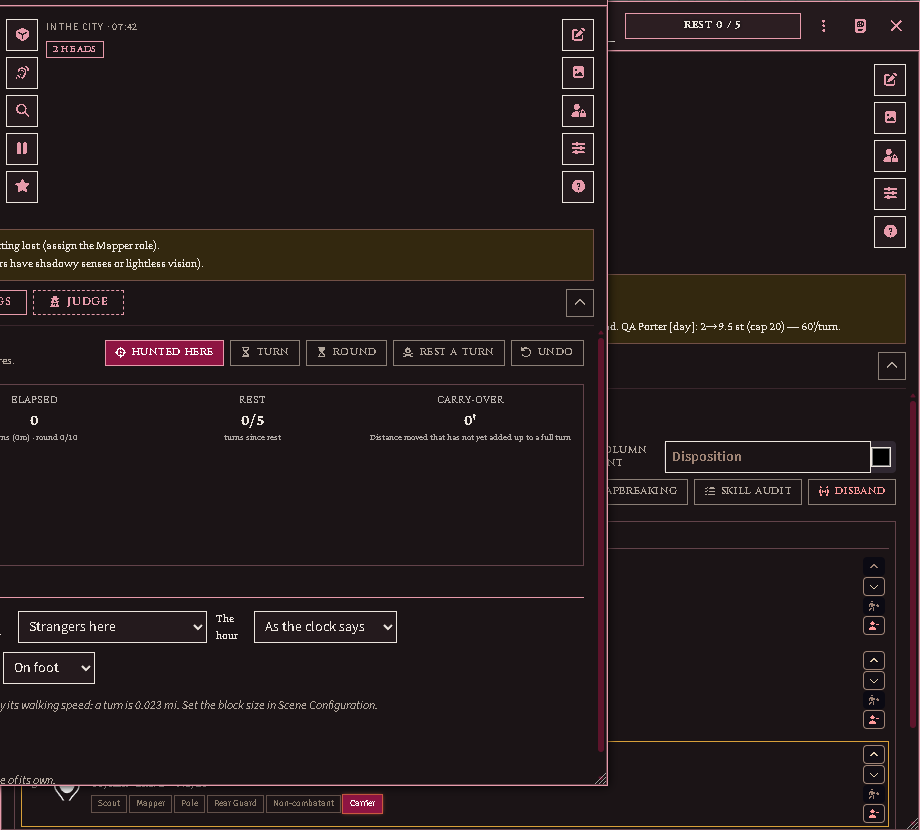 IN THE CITY · 07:42
2 HEADS
REST 0 / 5
tting lost (assign the Mapper role).
rs have shadowy senses or lightless vision).
d. QA Porter [day]: 2→9.5 st (cap 20) — 60'/turn.
GS
JUDGE
res.
HUNTED HERE
TURN
ROUND
REST A TURN
UNDO
ELAPSED
0
rns (0m) · round 0/10
REST
0/5
turns since rest
CARRY-OVER
0'
Distance moved that has not yet added up to a full turn
OLUMN
NT
Disposition
APBREAKING
SKILL AUDIT
DISBAND
Strangers here
The
hour
As the clock says
On foot
y its walking speed: a turn is 0.023 mi. Set the block size in Scene Configuration.
e of its own.
Scout
Mapper
Pole
Rear Guard
Non-combatant
Carrier